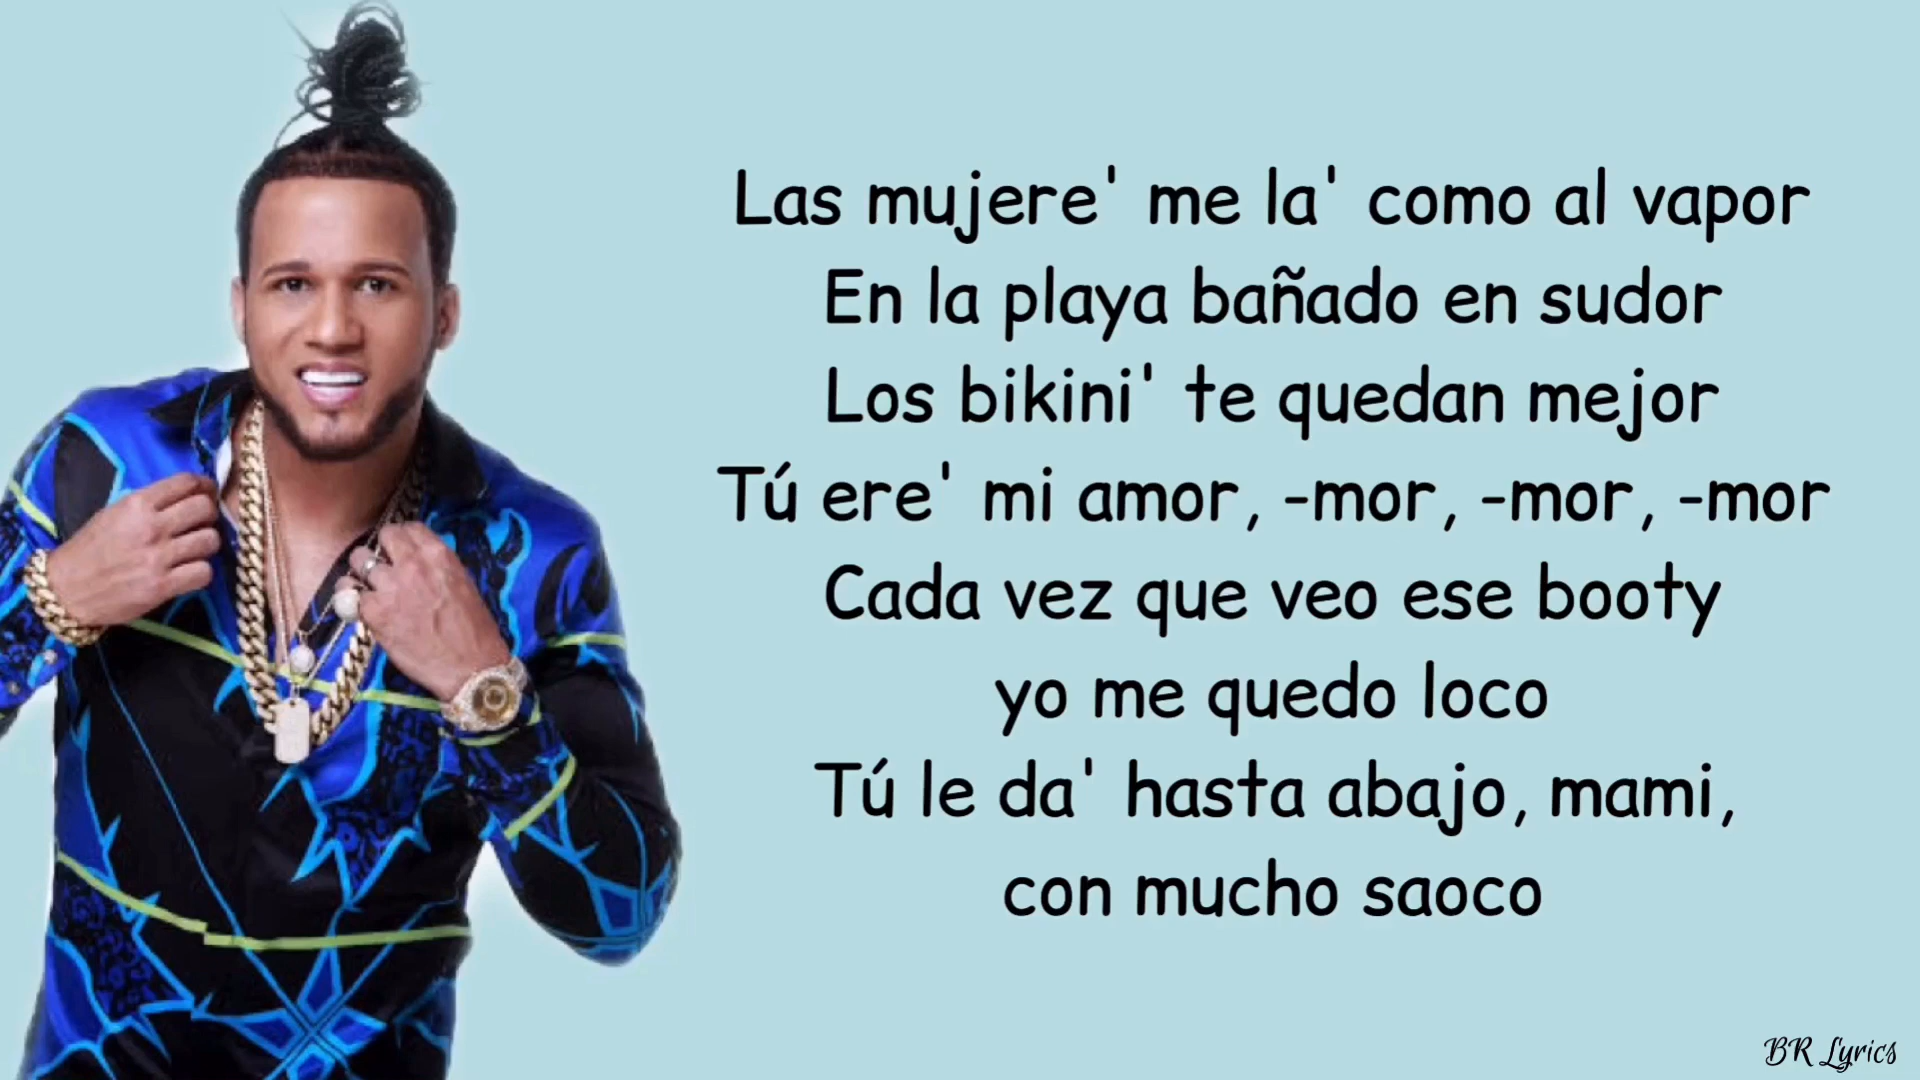 Las mujere' me la' como al vapor
En la playa bañado en sudor
Los bikini' te quedan mejor
Tú ere' mi amor, -mor, -mor, -mor
Cada vez que veo ese booty
yo me quedo loco
Tú le da' hasta abajo, mami,
con mucho saoco
BR Lyrics